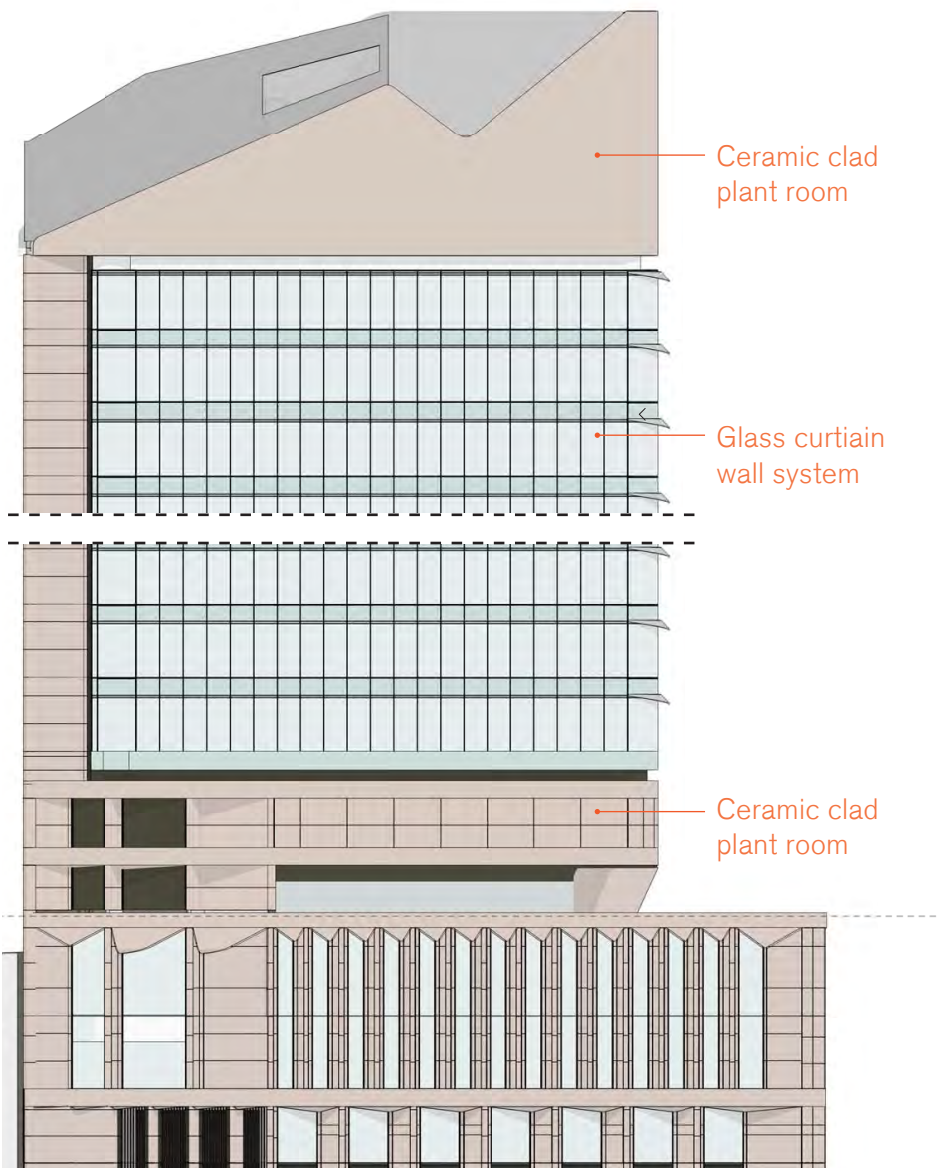 Ceramic clad
plant room
Glass curtiain
wall system
Ceramic clad
plant room